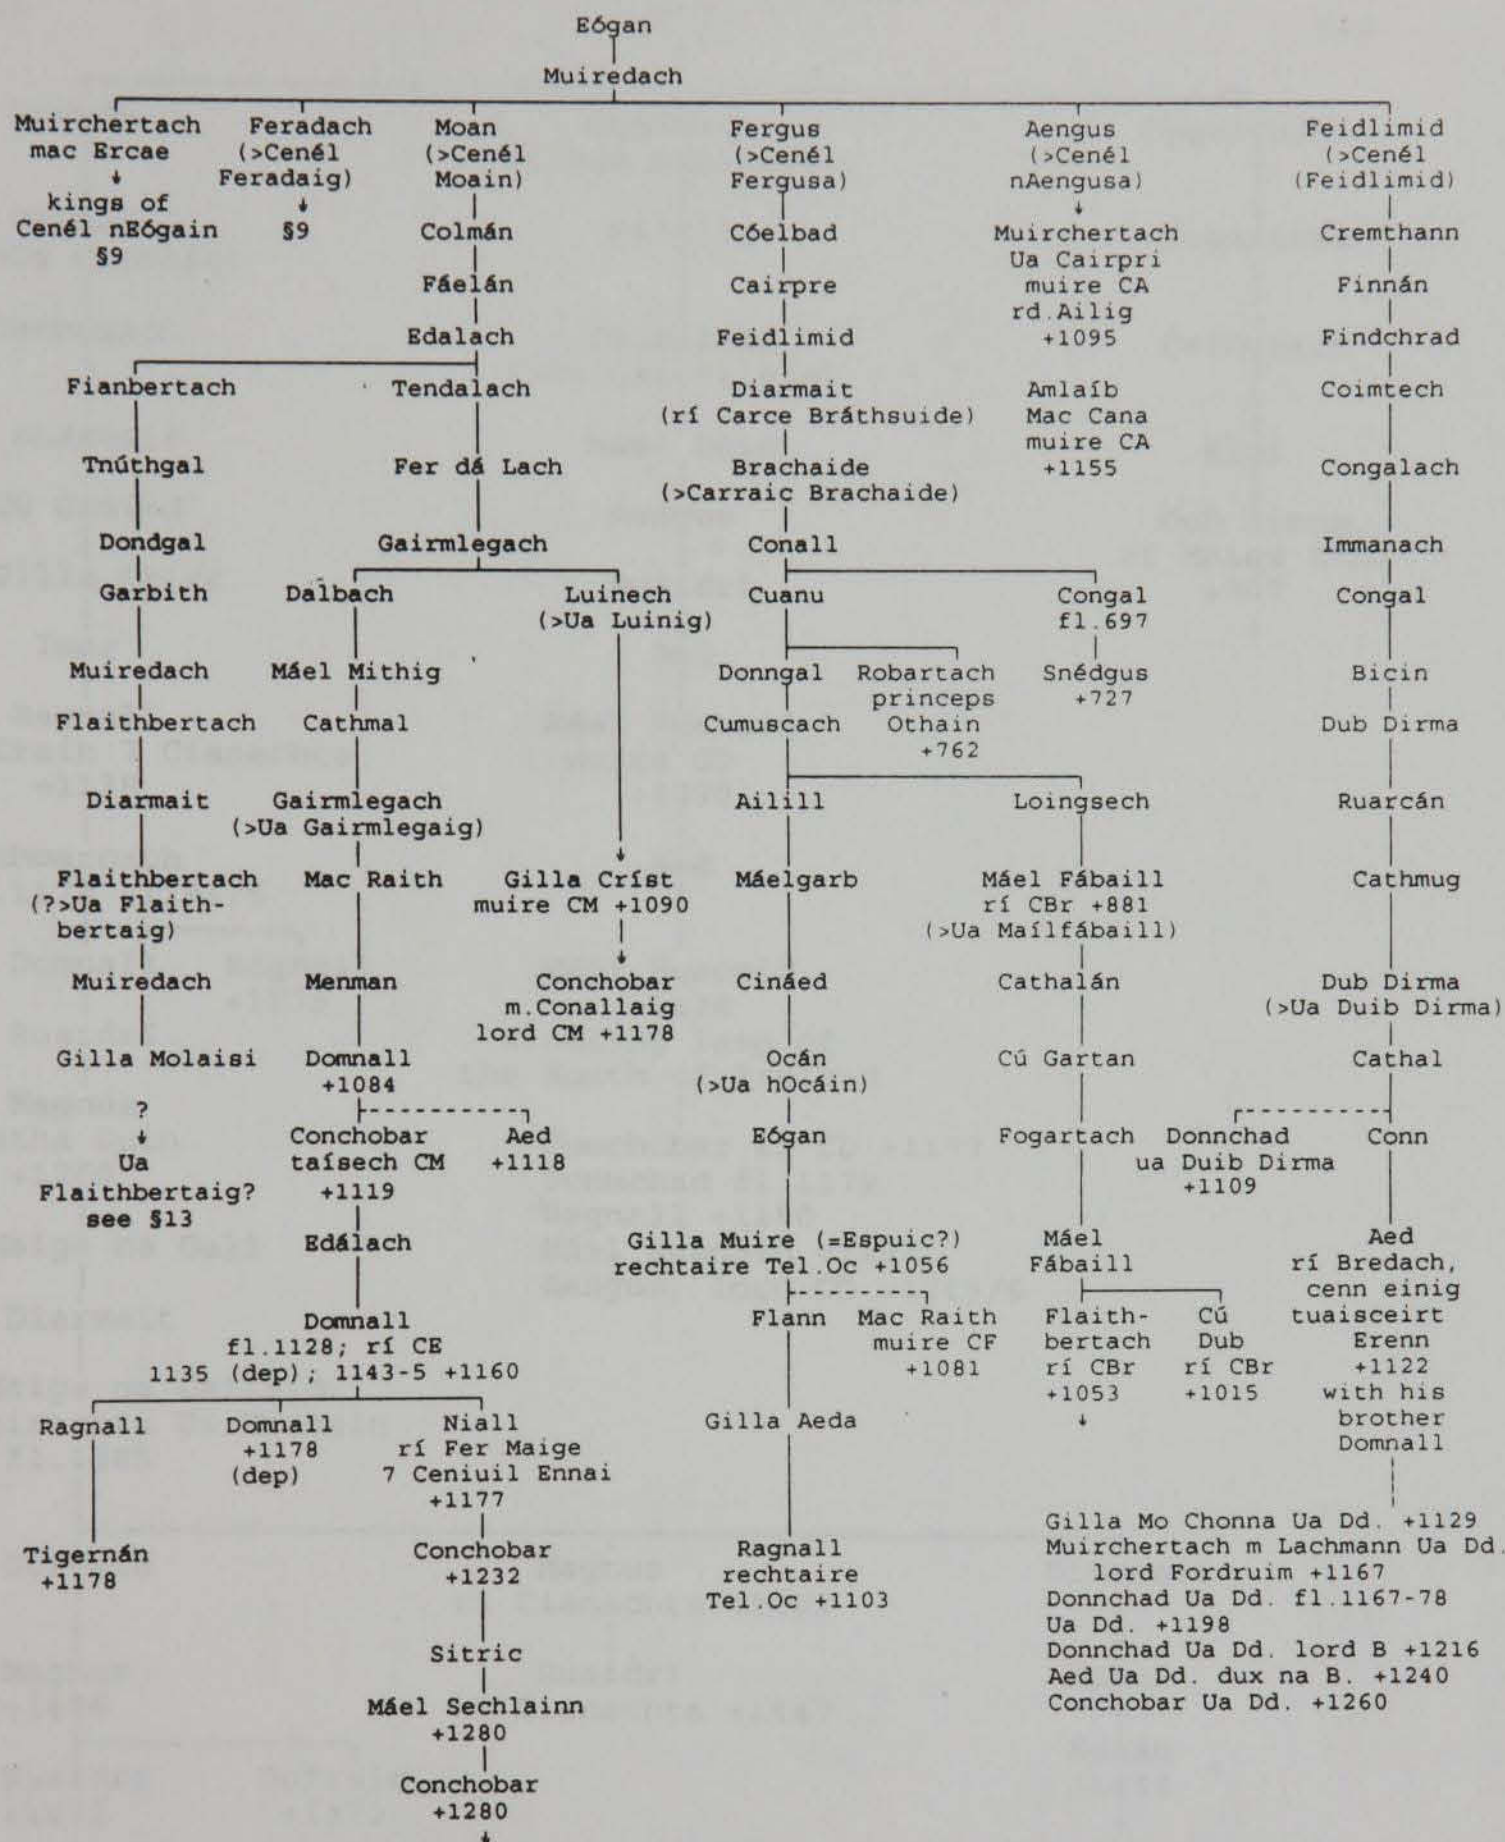 Eógan
Muiredach
Muirchertach Feradach Moan Fergus Aengus Feidlimid
mac Ercae (>Cenél (>Cenél (>Cenél (>Cenél (>Cenél
Feradaig) Moain) Fergusa) nAengusa) (Feidlimid)
kings of
Cenél nEógain §9 Colmán Cóelbad Muirchertach Cremthann
§9 Ua Cairpri
Fáelán Cairpre muire CA Finnán
rd.Ailig
Edalach Feidlimid +1095 Findchrad
Fianbertach Tendalach Diarmait Amlaíb Coimtech
(rí Carce Bráthsuide) Mac Cana
muire CA
Tnúthgal Fer dá Lach Brachaide +1155 Congalach
(>Carraic Brachaide)
Dondgal Gairmlegach Conall Immanach
Garbith Dalbach Luinech Cuanu Congal Congal
(>Ua Luinig) fl.697
Muiredach Máel Mithig Donngal Robartach Snédgus Bicin
princeps +727
Flaithbertach Cathmal Cumuscach Othain Dub Dirma
+762
Diarmait Gairmlegach Ailill Loingsech Ruarcán
(>Ua Gairmlegaig)
Flaithbertach Mac Raith Gilla Críst Máelgarb Máel Fábaill Cathmug
(?>Ua Flaith- muire CM +1090 rí CBr +881
bertaig) (>Ua Maílfábaill)
Muiredach Menman Conchobar Cináed Cathalán Dub Dirma
m.Conallaig (>Ua Duib Dirma)
lord CM +1178
Gilla Molaisi Domnall Ocán Cú Gartan Cathal
+1084 (>Ua hOcáin)
?
Conchobar Aed Eógan Fogartach Donnchad Conn
Ua taísech CM +1118 ua Duib Dirma
Flaithbertaig? +1119 +1109
see §13
Edálach Gilla Muire (=Espuic?) Máel Aed
rechtaire Tel.Oc +1056 Fábaill rí Bredach,
cenn einig
Domnall Flann Mac Raith Flaith- Cú tuaisceirt
fl.1128; rí CE muire CF bertach Dub Erenn
1135 (dep); 1143-5 +1160 +1081 rí CBr rí CBr +1122
+1053 +1015 with his
Ragnall Domnall Niall Gilla Aeda brother
+1178 rí Fer Maige Domnall
(dep) 7 Ceniuil Ennai
+1177
Gilla Mo Chonna Ua Dd. +1129
Tigernán Conchobar Ragnall Muirchertach m Lachmann Ua Dd.
+1178 +1232 rechtaire lord Fordruim +1167
Tel.Oc +1103 Donnchad Ua Dd. fl.1167-78
Ua Dd. +1198
Sitric Donnchad Ua Dd. lord B +1216
Aed Ua Dd. dux na B. +1240
Máel Sechlainn Conchobar Ua Dd. +1260
+1280
Conchobar
+1280